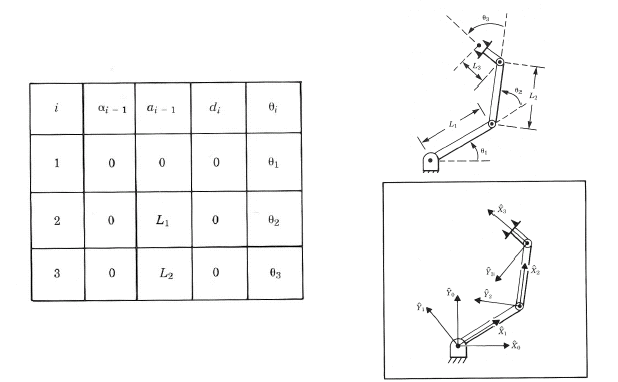 i α_{i−1} a_{i−1} d_i θ_i
1 0 0 0 θ_1
2 0 L_1 0 θ_2
3 0 L_2 0 θ_3
θ_3
L_3
θ_2
L_2
L_1
θ_1
X̂_3
Ŷ_3
X̂_2
Ŷ_2
Ŷ_0
Ŷ_1
X̂_1
X̂_0